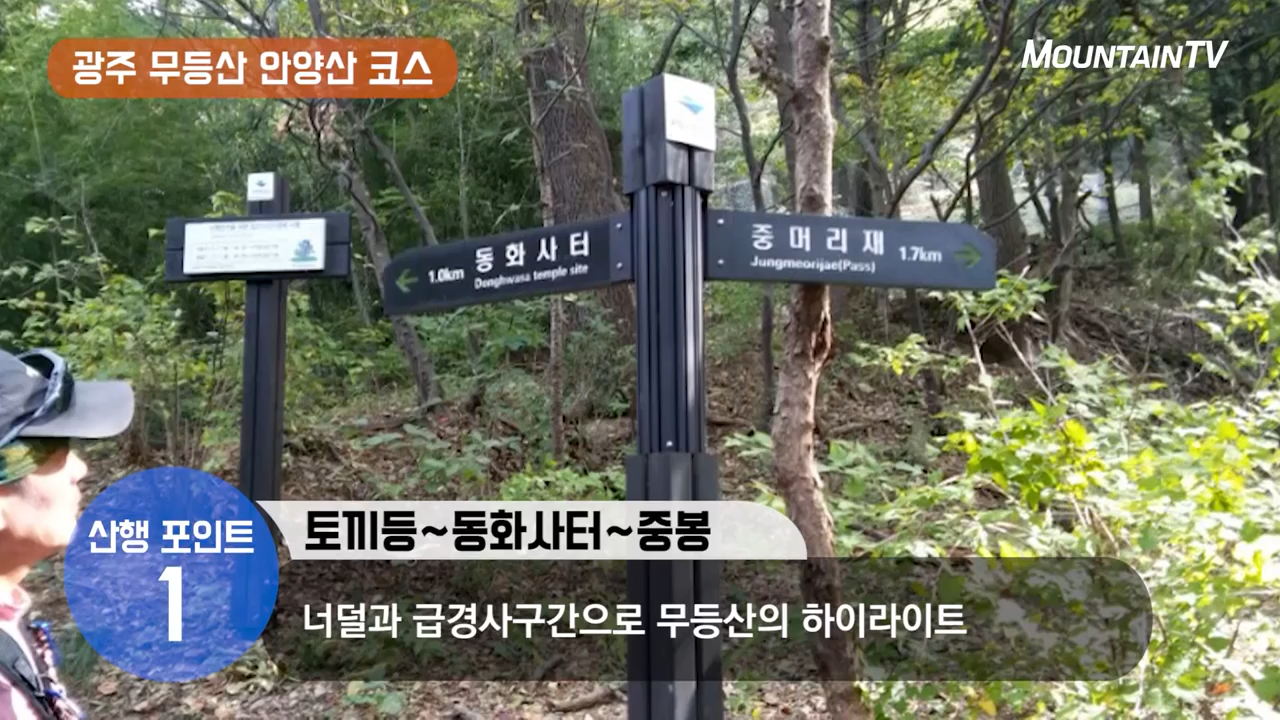 광주 무등산 안양산 코스
MOUNTAINTV
1.0km 동화사터
Donghwasa temple site
중머리재 1.7km
Jungmeorijae(Pass)
산행 포인트
1
토끼등~동화사터~중봉
너덜과 급경사구간으로 무등산의 하이라이트